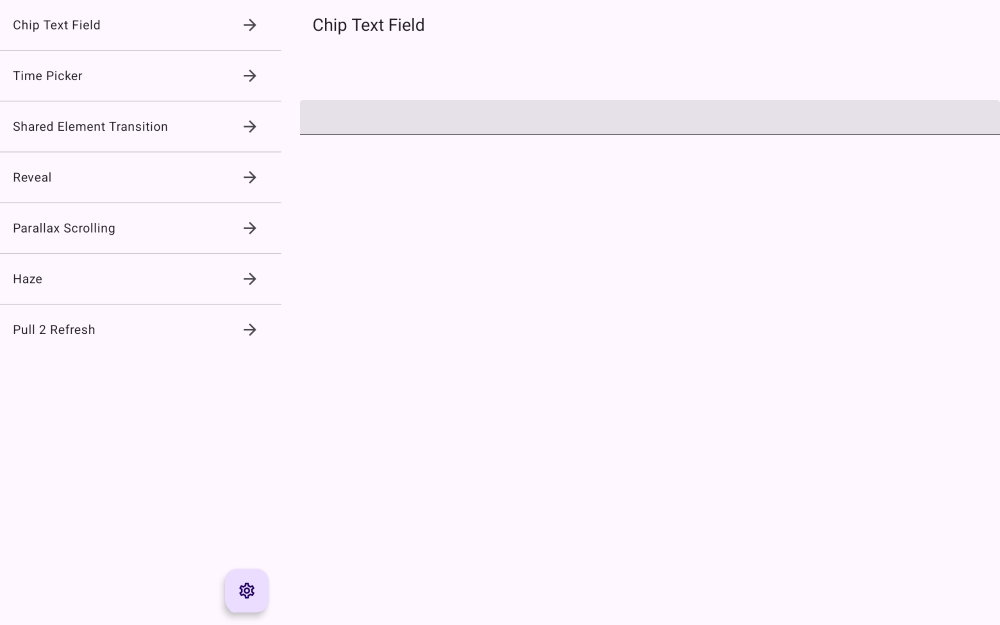 Chip Text Field
Time Picker
Shared Element Transition
Reveal
Parallax Scrolling
Haze
Pull 2 Refresh
Chip Text Field